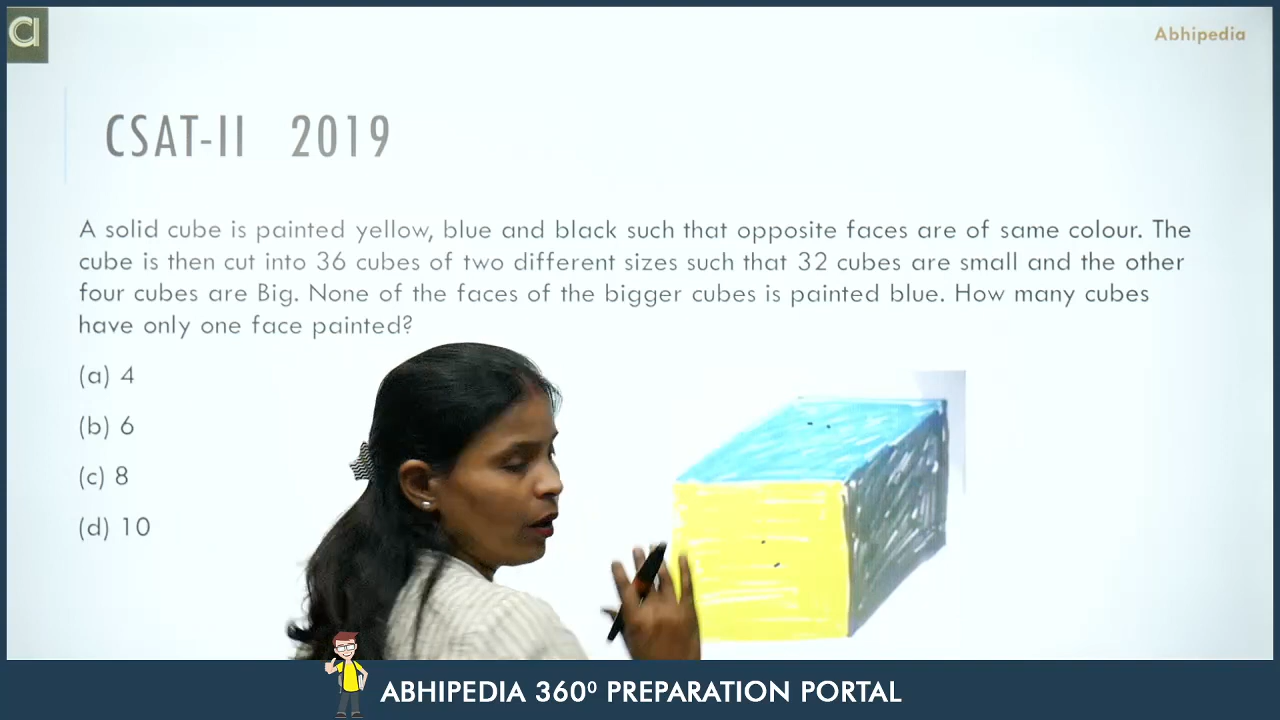 Abhipedia
CSAT-II 2019
A solid cube is painted yellow, blue and black such that opposite faces are of same colour. The
cube is then cut into 36 cubes of two different sizes such that 32 cubes are small and the other
four cubes are Big. None of the faces of the bigger cubes is painted blue. How many cubes
have only one face painted?
(a) 4
(b) 6
(c) 8
(d) 10
ABHIPEDIA 360⁰ PREPARATION PORTAL